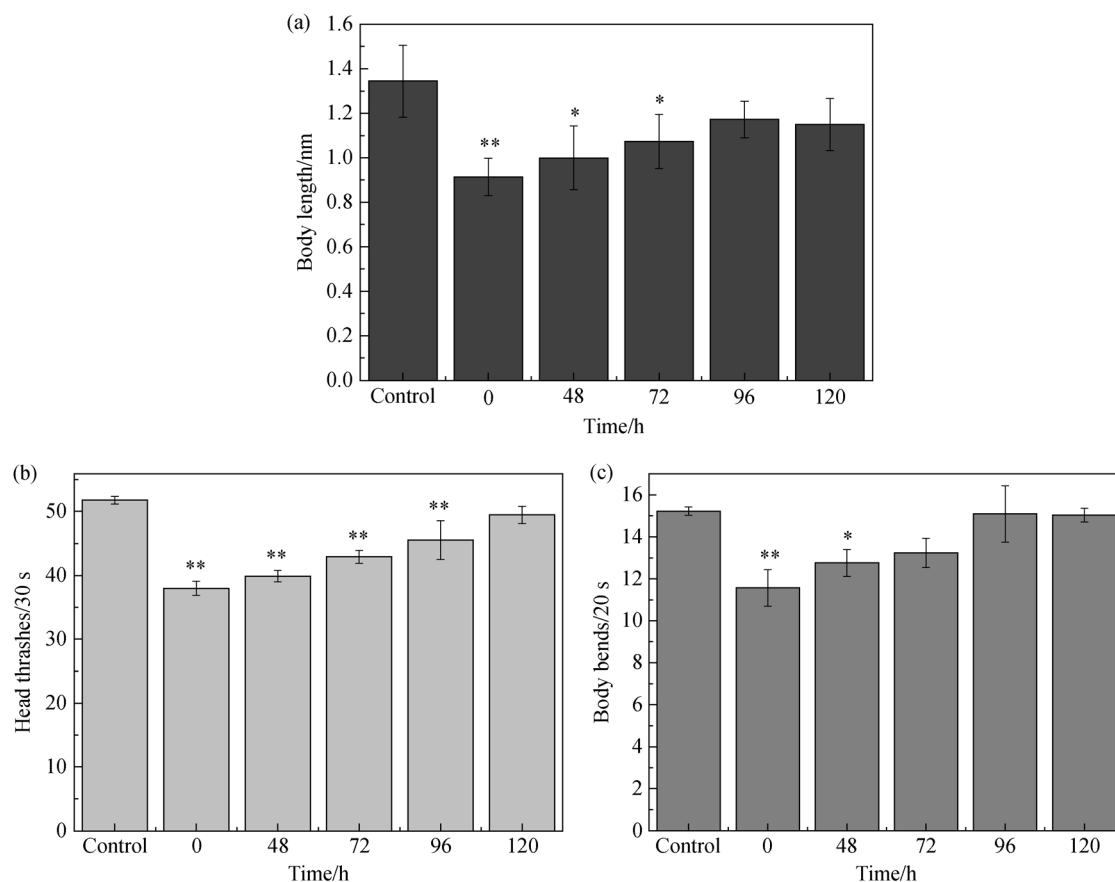 (a)
1.6
1.4
1.2
1.0
0.8
0.6
0.4
0.2
0.0
Body length/nm
**
*
*
Control 0 48 72 96 120
Time/h
(b)
50
40
30
20
10
0
Head thrashes/30 s
**
**
**
**
Control 0 48 72 96 120
Time/h
(c)
16
14
12
10
8
6
4
2
0
Body bends/20 s
**
*
Control 0 48 72 96 120
Time/h